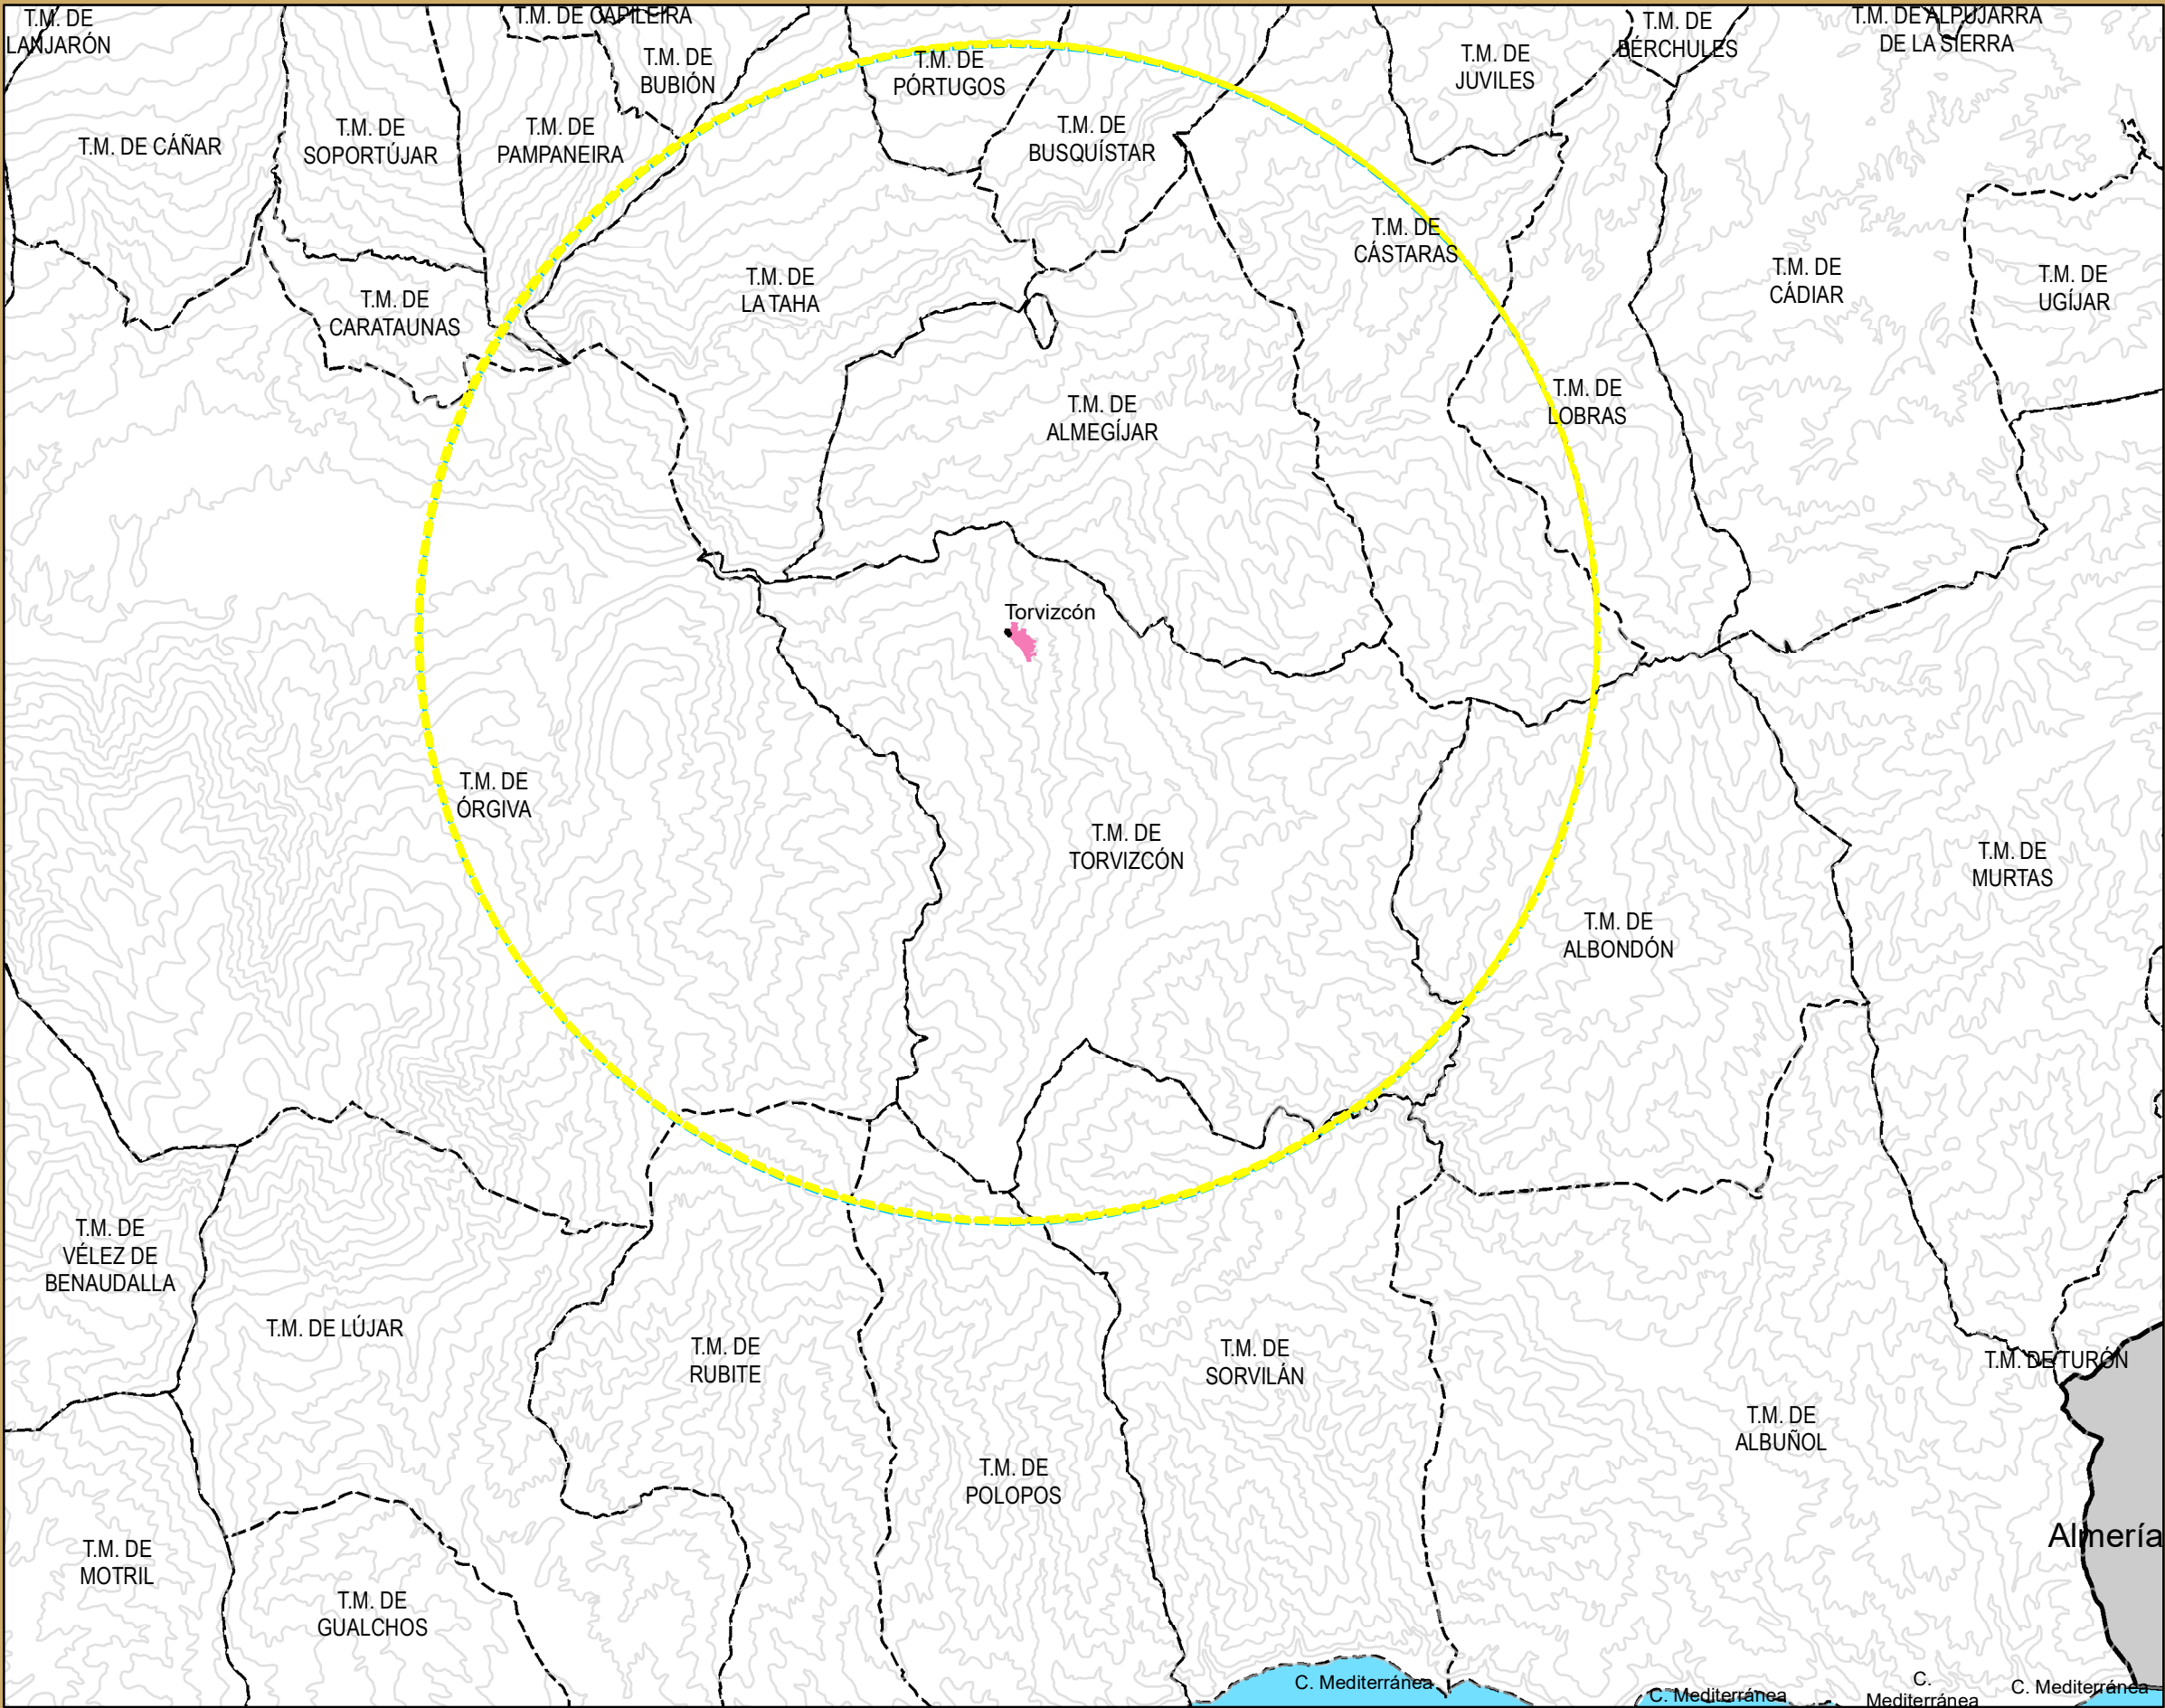 T.M. DE
LANJARÓN
T.M. DE CAPILEIRA
T.M. DE
BUBIÓN
T.M. DE
PÓRTUGOS
T.M. DE
JUVILES
T.M. DE
BÉRCHULES
T.M. DE ALPUJARRA
DE LA SIERRA
T.M. DE CÁÑAR
T.M. DE
SOPORTÚJAR
T.M. DE
PAMPANEIRA
T.M. DE
BUSQUÍSTAR
T.M. DE
CÁSTARAS
T.M. DE
CÁDIAR
T.M. DE
UGÍJAR
T.M. DE
CARATAUNAS
T.M. DE
LA TAHA
T.M. DE
ALMEGÍJAR
T.M. DE
LOBRAS
Torvizcón
T.M. DE
ÓRGIVA
T.M. DE
TORVIZCÓN
T.M. DE
MURTAS
T.M. DE
ALBONDÓN
T.M. DE
VÉLEZ DE
BENAUDALLA
T.M. DE LÚJAR
T.M. DE
RUBITE
T.M. DE
SORVILÁN
T.M. DE TURÓN
T.M. DE
ALBUÑOL
T.M. DE
POLOPOS
Almería
T.M. DE
MOTRIL
T.M. DE
GUALCHOS
C. Mediterránea
C. Mediterránea
C.
Mediterránea
C. Mediterránea